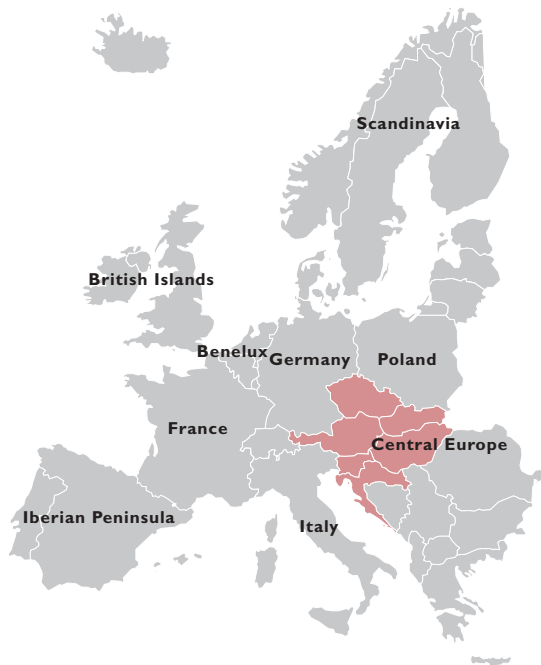 Scandinavia
British Islands
Benelux
Germany
Poland
France
Central Europe
Iberian Peninsula
Italy